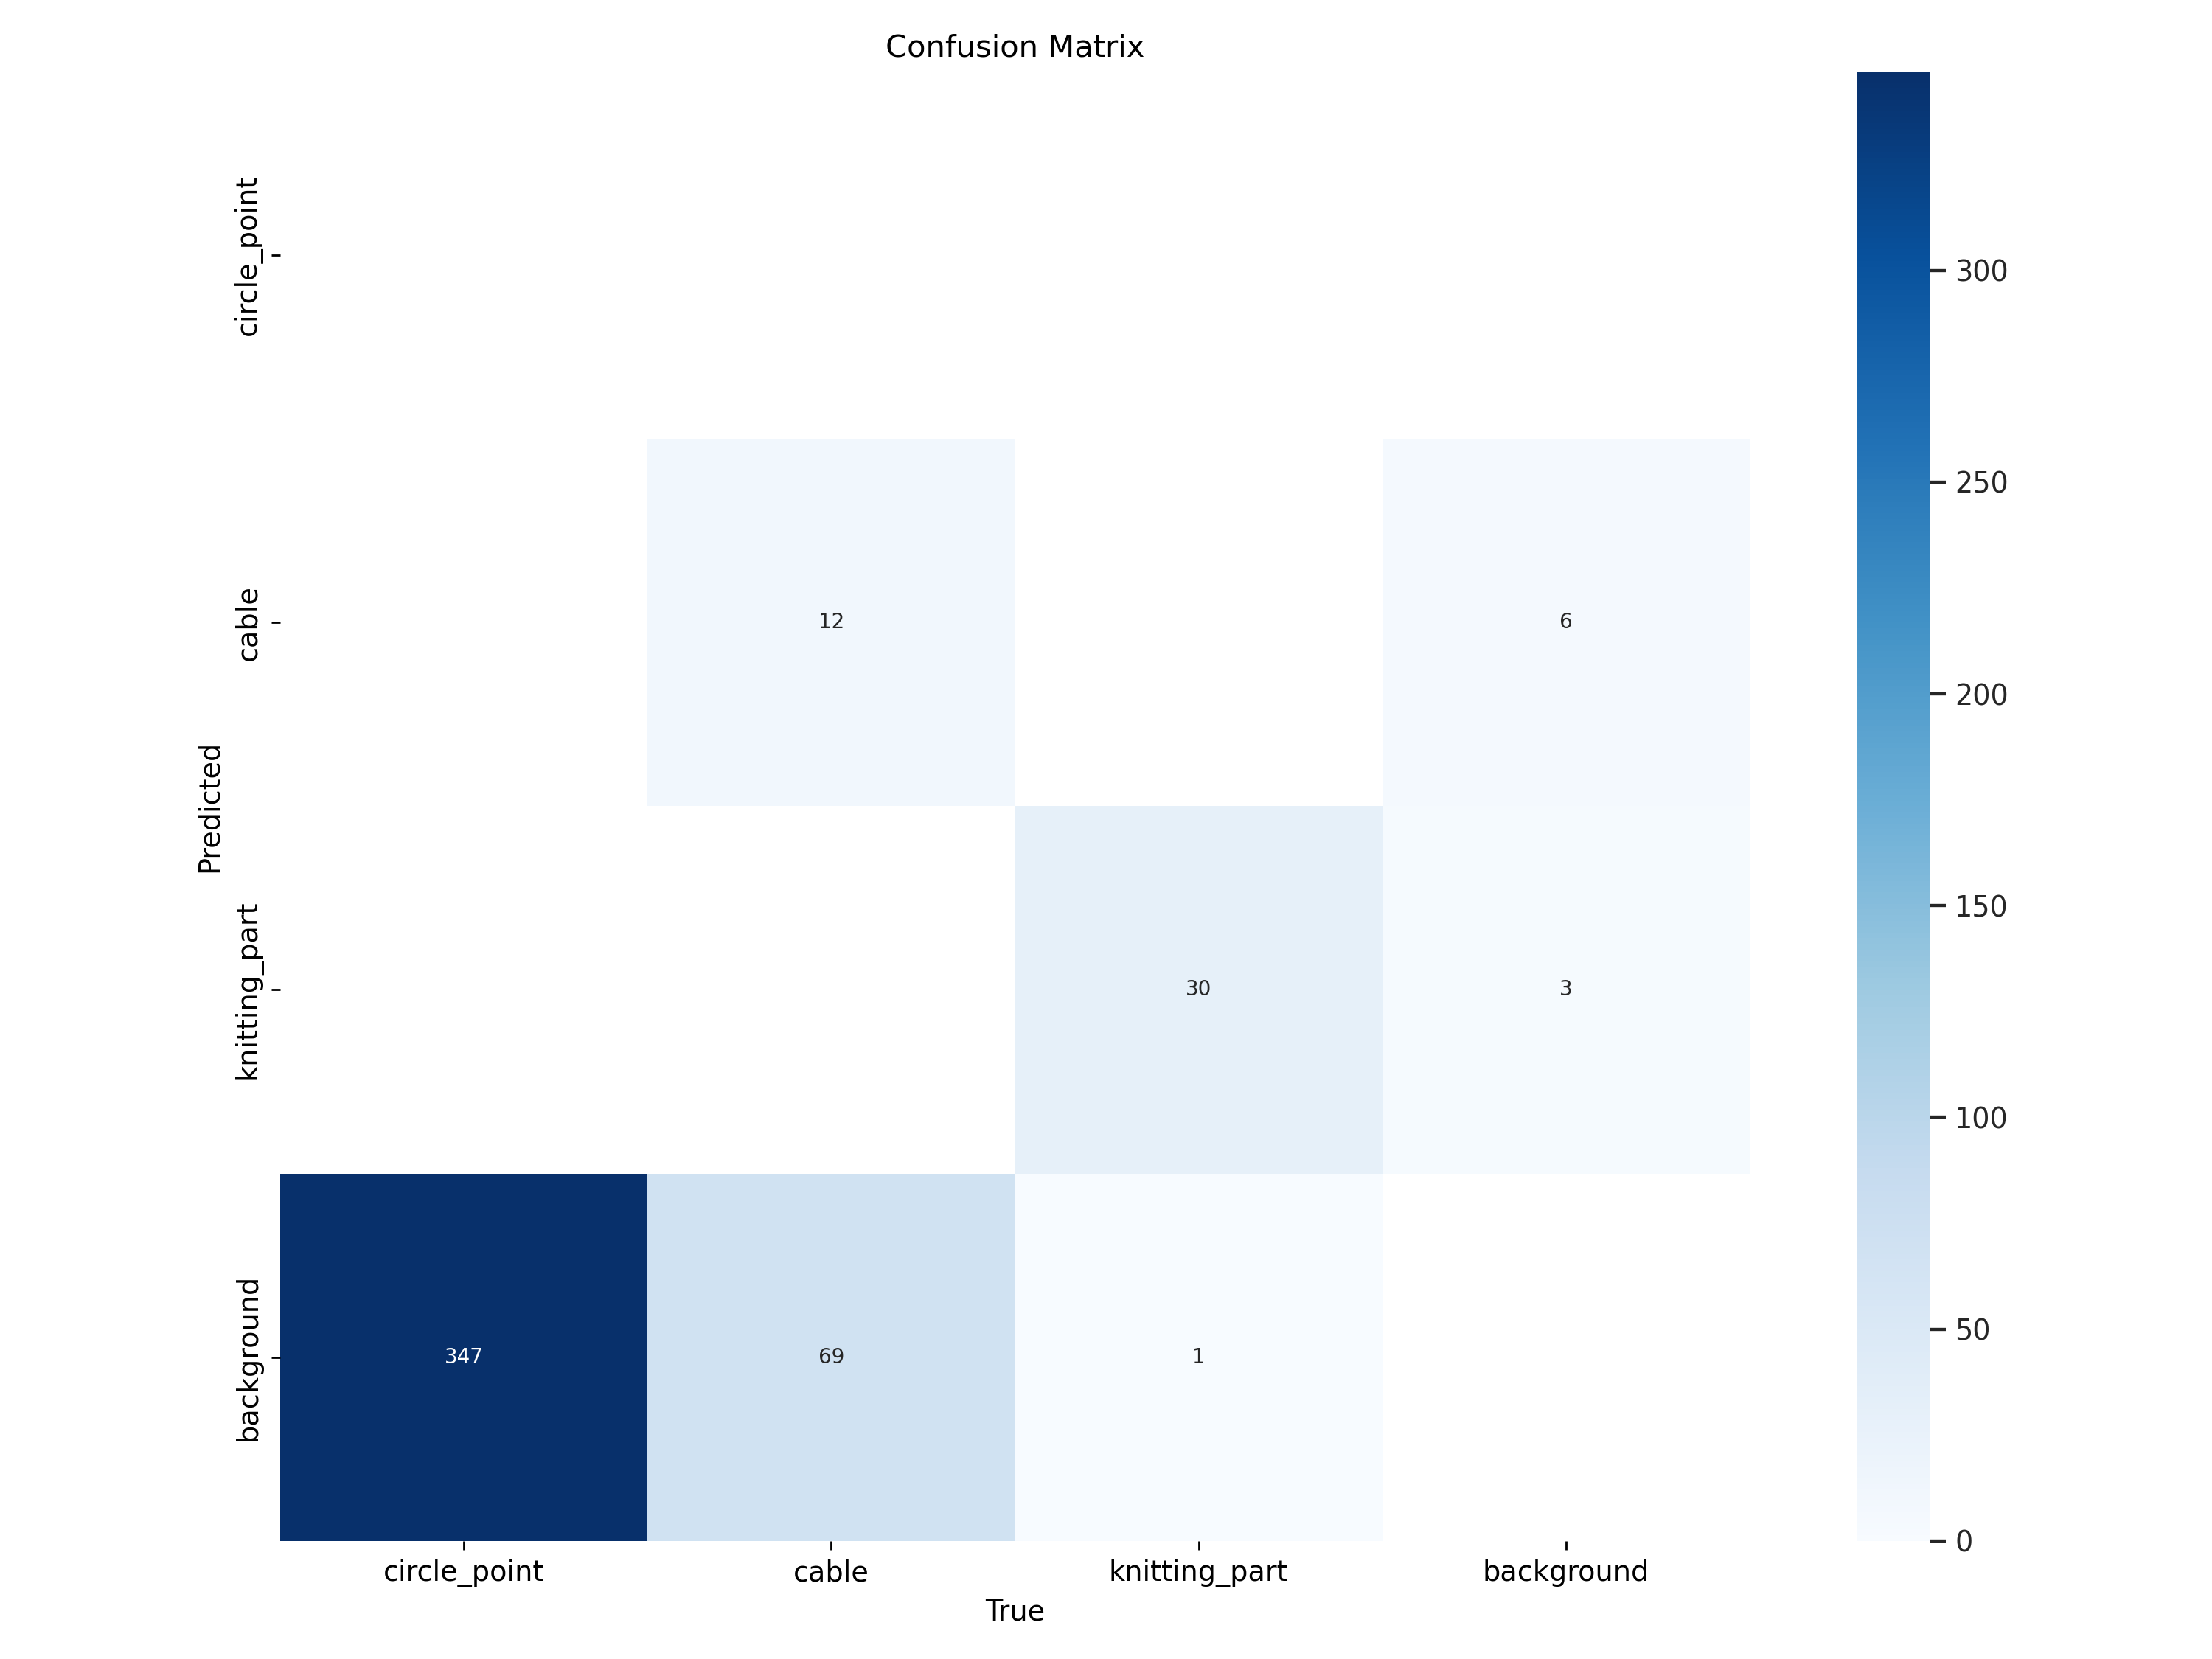 Confusion Matrix
circle_point
cable
knitting_part
background
Predicted
12
6
30
3
347
69
1
circle_point
cable
knitting_part
background
True
300
250
200
150
100
50
0